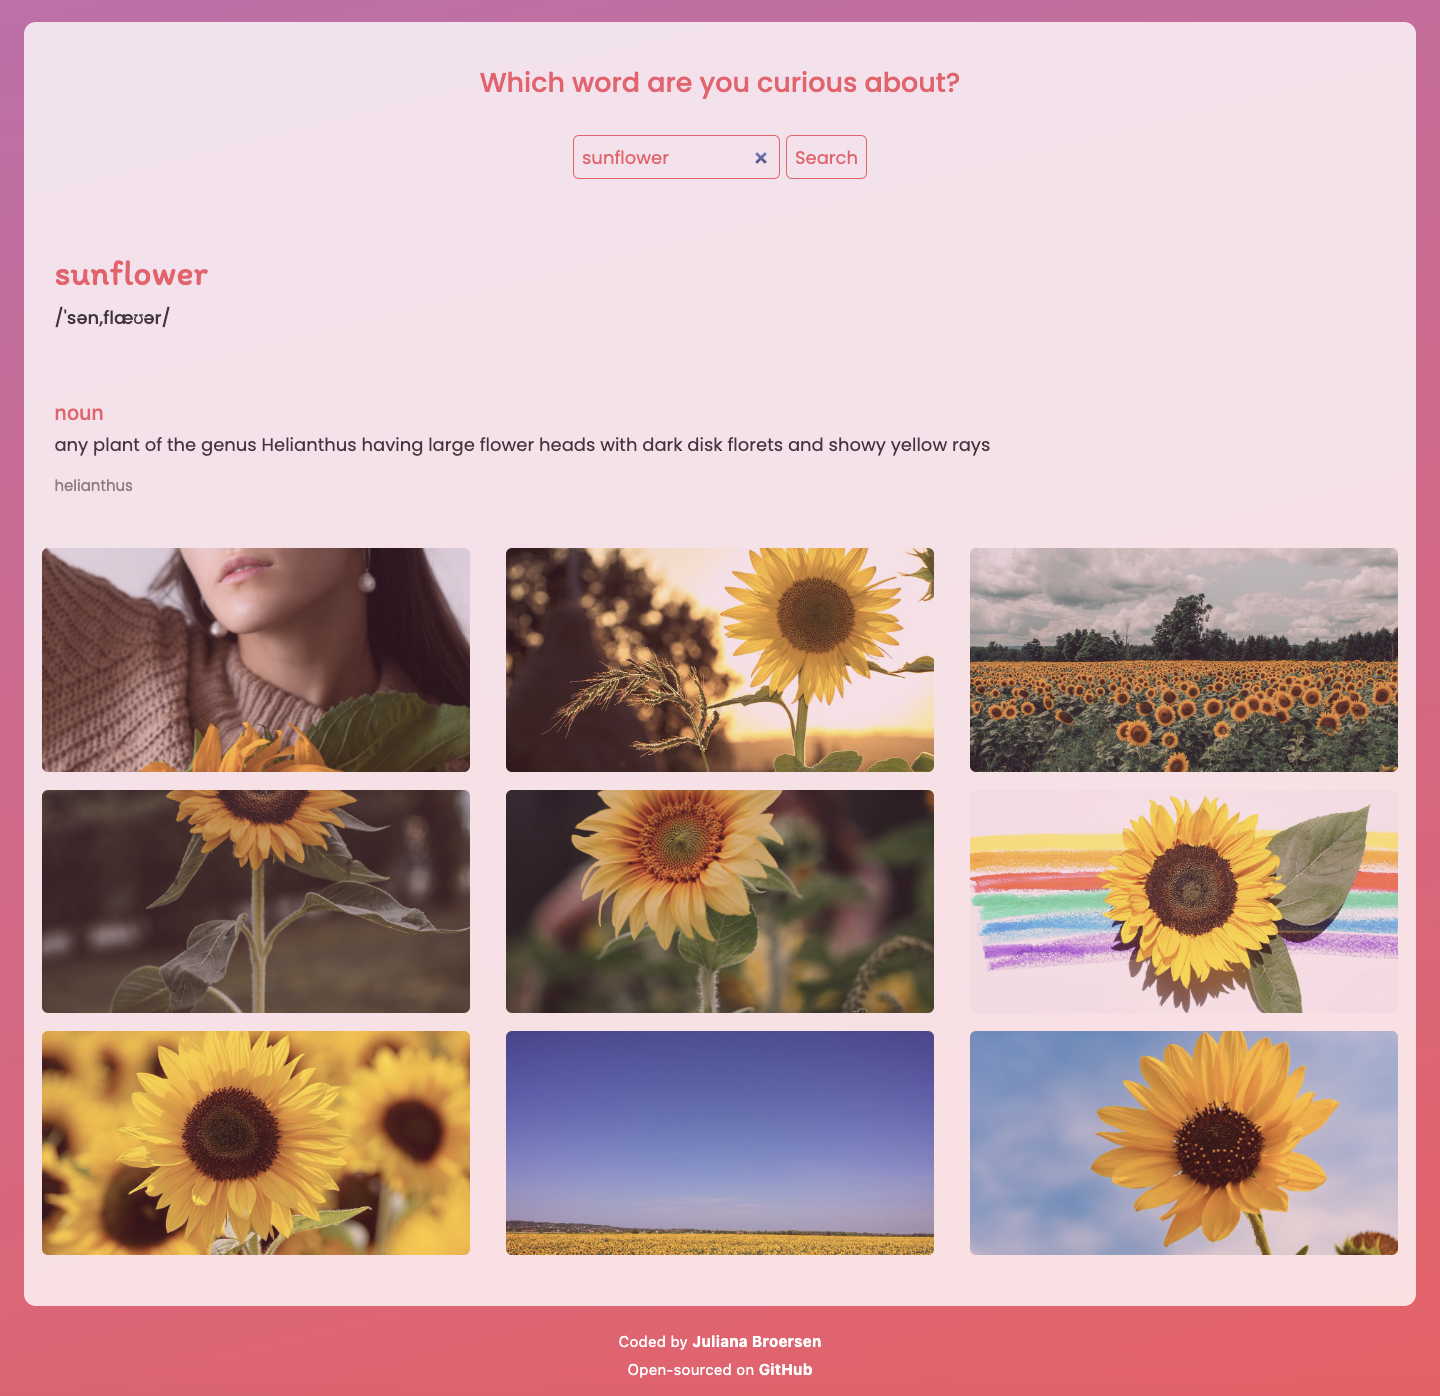 Which word are you curious about?
sunflower
Search
sunflower
/'sən,flæʊər/
noun
any plant of the genus Helianthus having large flower heads with dark disk florets and showy yellow rays
helianthus
Coded by Juliana Broersen
Open-sourced on GitHub